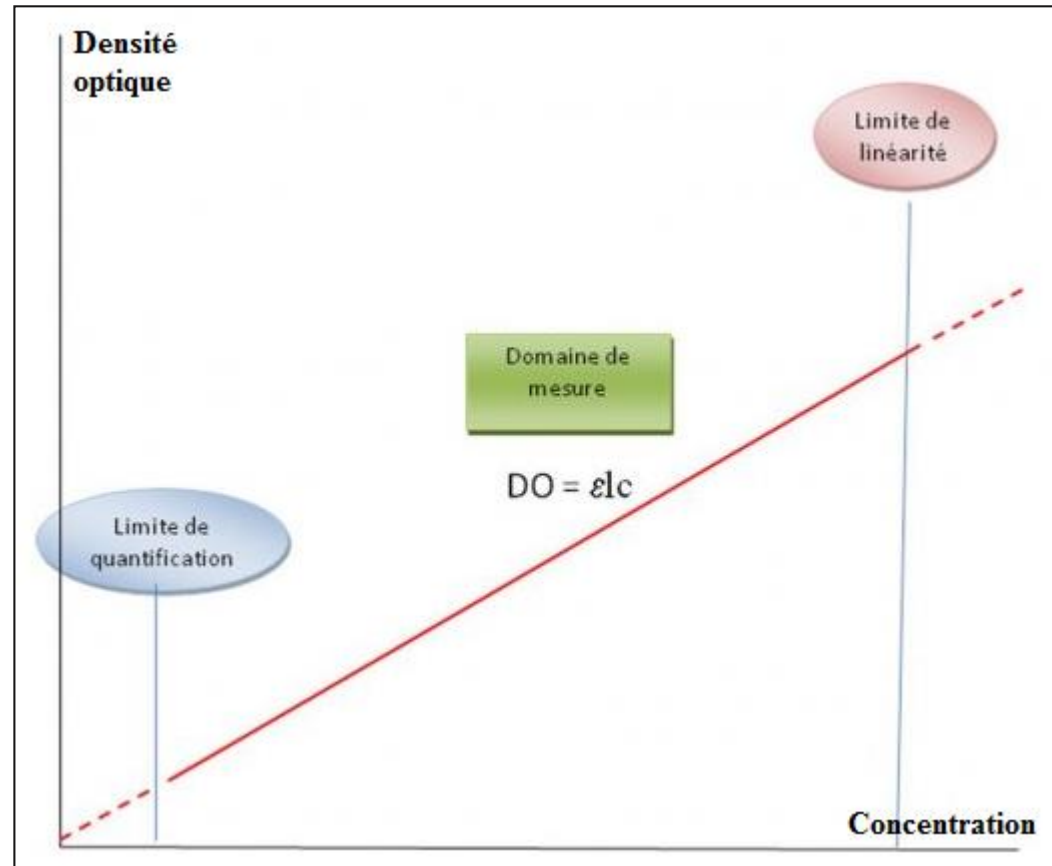 Densité
optique
Limite de
linéarité
Domaine de
mesure
DO = εlc
Limite de
quantification
Concentration